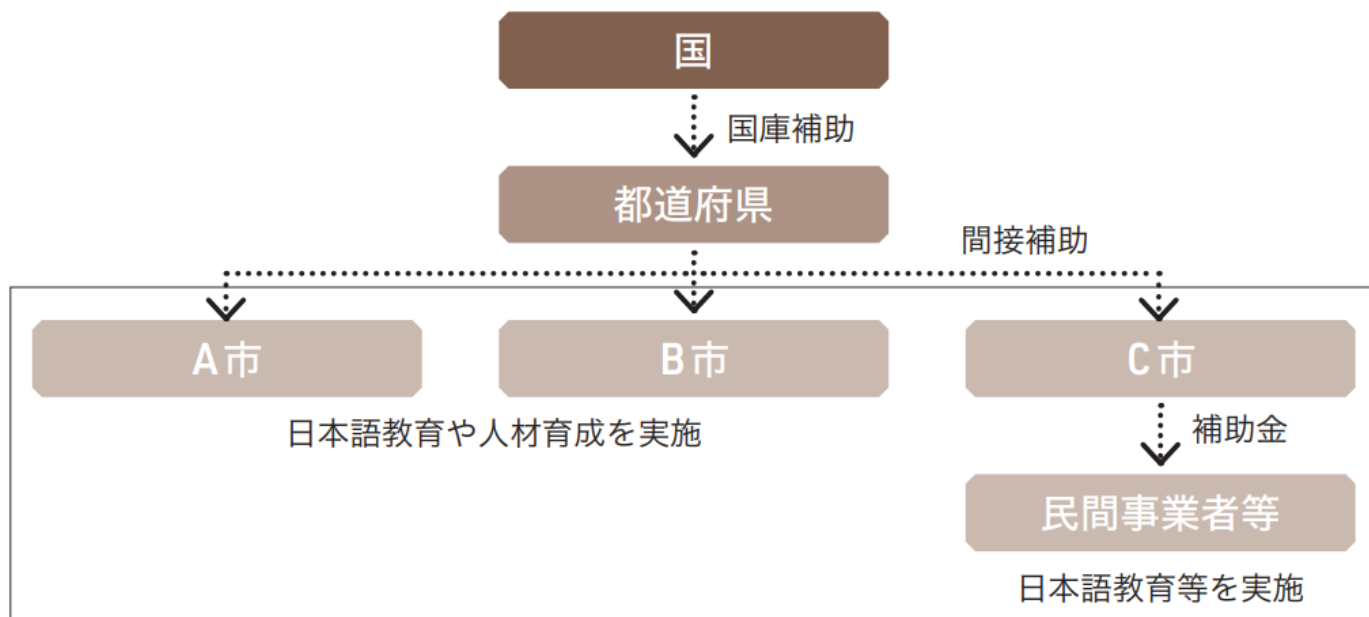 国
国庫補助
都道府県
間接補助
A市
B市
C市
日本語教育や人材育成を実施
補助金
民間事業者等
日本語教育等を実施